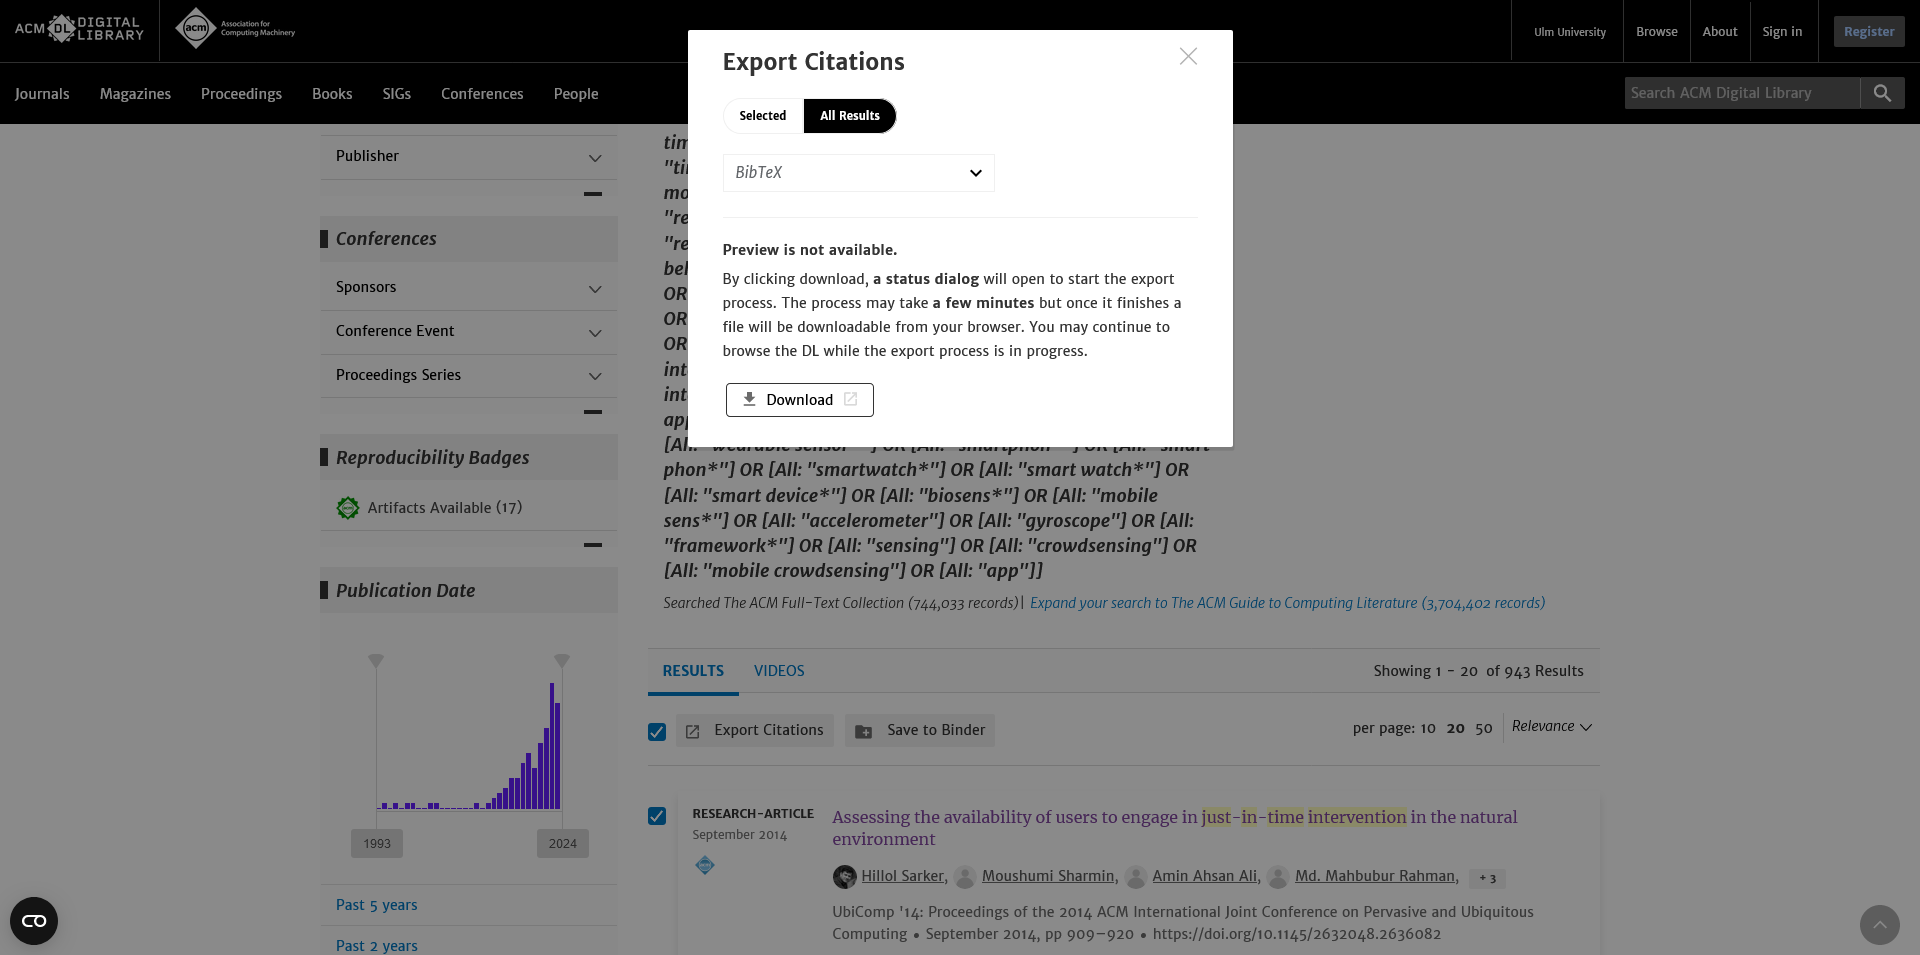 ACM DL DIGITAL LIBRARY
acm Association for Computing Machinery
Ulm University
Browse
About
Sign in
Register
Journals
Magazines
Proceedings
Books
SIGs
Conferences
People
Search ACM Digital Library
Export Citations
Selected
All Results
BibTeX
Preview is not available.
By clicking download, a status dialog will open to start the export
process. The process may take a few minutes but once it finishes a
file will be downloadable from your browser. You may continue to
browse the DL while the export process is in progress.
Download
Publisher
Conferences
Sponsors
Conference Event
Proceedings Series
Reproducibility Badges
Artifacts Available (17)
Publication Date
1993
2024
Past 5 years
Past 2 years
OR
OR
OR
phon*"] OR [All: "smartwatch*"] OR [All: "smart watch*"] OR
[All: "smart device*"] OR [All: "biosens*"] OR [All: "mobile
sens*"] OR [All: "accelerometer"] OR [All: "gyroscope"] OR [All:
"framework*"] OR [All: "sensing"] OR [All: "crowdsensing"] OR
[All: "mobile crowdsensing"] OR [All: "app"]]
Searched The ACM Full-Text Collection (744,033 records)| Expand your search to The ACM Guide to Computing Literature (3,704,402 records)
RESULTS
VIDEOS
Showing 1 - 20 of 943 Results
Export Citations
Save to Binder
per page: 10 20 50
Relevance
RESEARCH-ARTICLE
September 2014
Assessing the availability of users to engage in just-in-time intervention in the natural
environment
Hillol Sarker, Moushumi Sharmin, Amin Ahsan Ali, Md. Mahbubur Rahman, + 3
UbiComp '14: Proceedings of the 2014 ACM International Joint Conference on Pervasive and Ubiquitous
Computing • September 2014, pp 909–920 • https://doi.org/10.1145/2632048.2636082